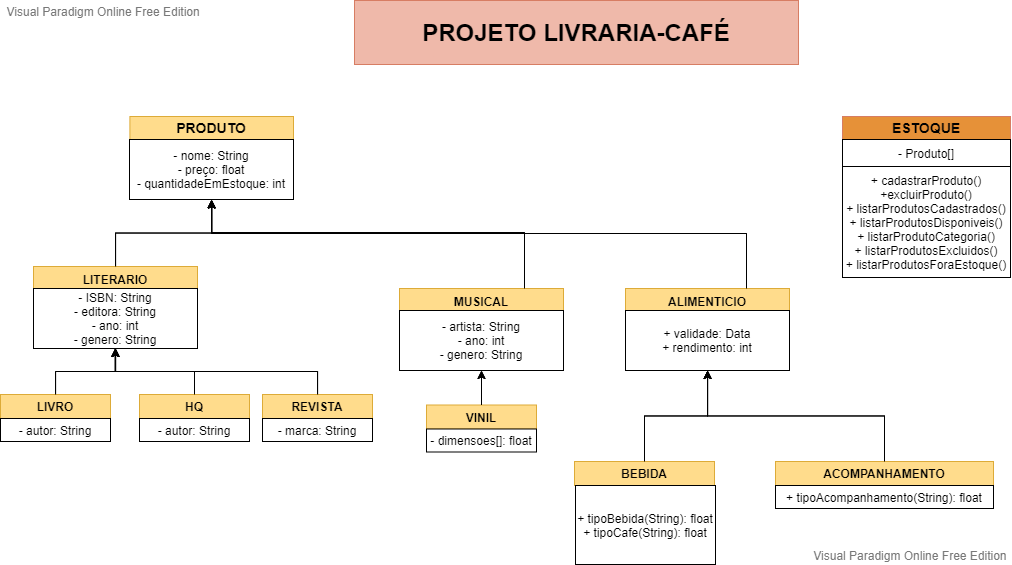 Visual Paradigm Online Free Edition
PROJETO LIVRARIA-CAFÉ
PRODUTO
- nome: String
- preço: float
- quantidadeEmEstoque: int
ESTOQUE
- Produto[]
+ cadastrarProduto()
+excluirProduto()
+ listarProdutosCadastrados()
+ listarProdutosDisponiveis()
+ listarProdutoCategoria()
+ listarProdutosExcluidos()
+ listarProdutosForaEstoque()
LITERARIO
- ISBN: String
- editora: String
- ano: int
- genero: String
MUSICAL
- artista: String
- ano: int
- genero: String
ALIMENTICIO
+ validade: Data
+ rendimento: int
LIVRO
- autor: String
HQ
- autor: String
REVISTA
- marca: String
VINIL
- dimensoes[]: float
BEBIDA
+ tipoBebida(String): float
+ tipoCafe(String): float
ACOMPANHAMENTO
+ tipoAcompanhamento(String): float
Visual Paradigm Online Free Edition